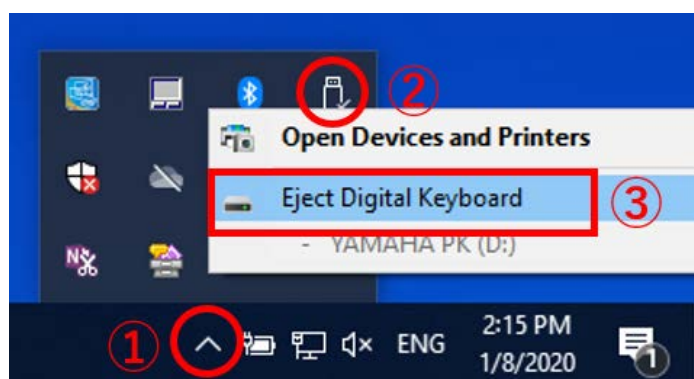 ②
Open Devices and Printers
Eject Digital Keyboard
③
- YAMAHA PK (D:)
N
①
ENG
2:15 PM
1/8/2020
1